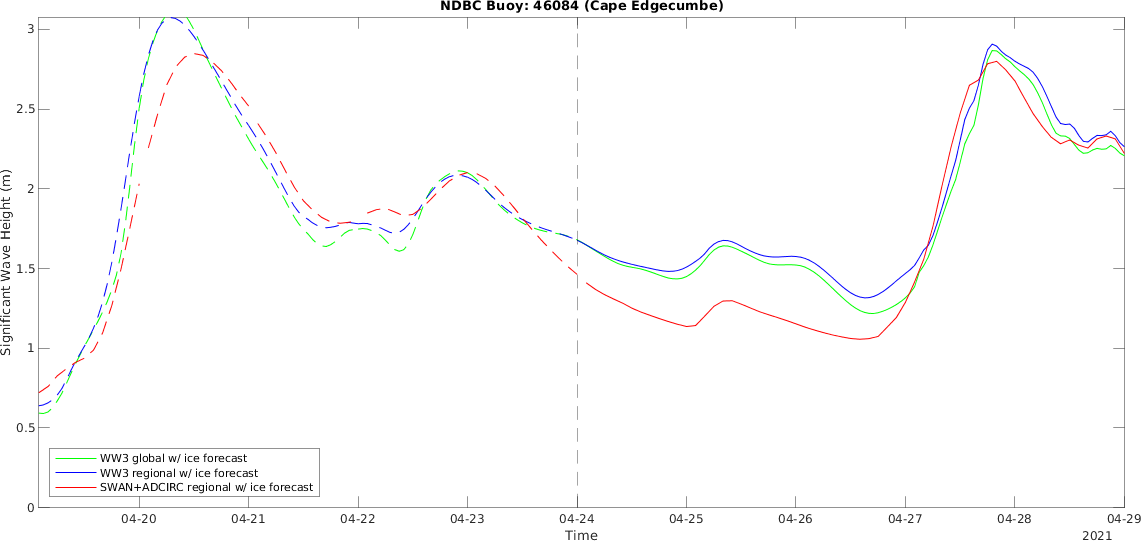 NDBC Buoy: 46084 (Cape Edgecumbe)
3
2.5
2
1.5
1
0.5
0
Significant Wave Height (m)
WW3 global w/ ice forecast
WW3 regional w/ ice forecast
SWAN+ADCIRC regional w/ ice forecast
04-20 04-21 04-22 04-23 04-24 04-25 04-26 04-27 04-28 04-29
Time
2021